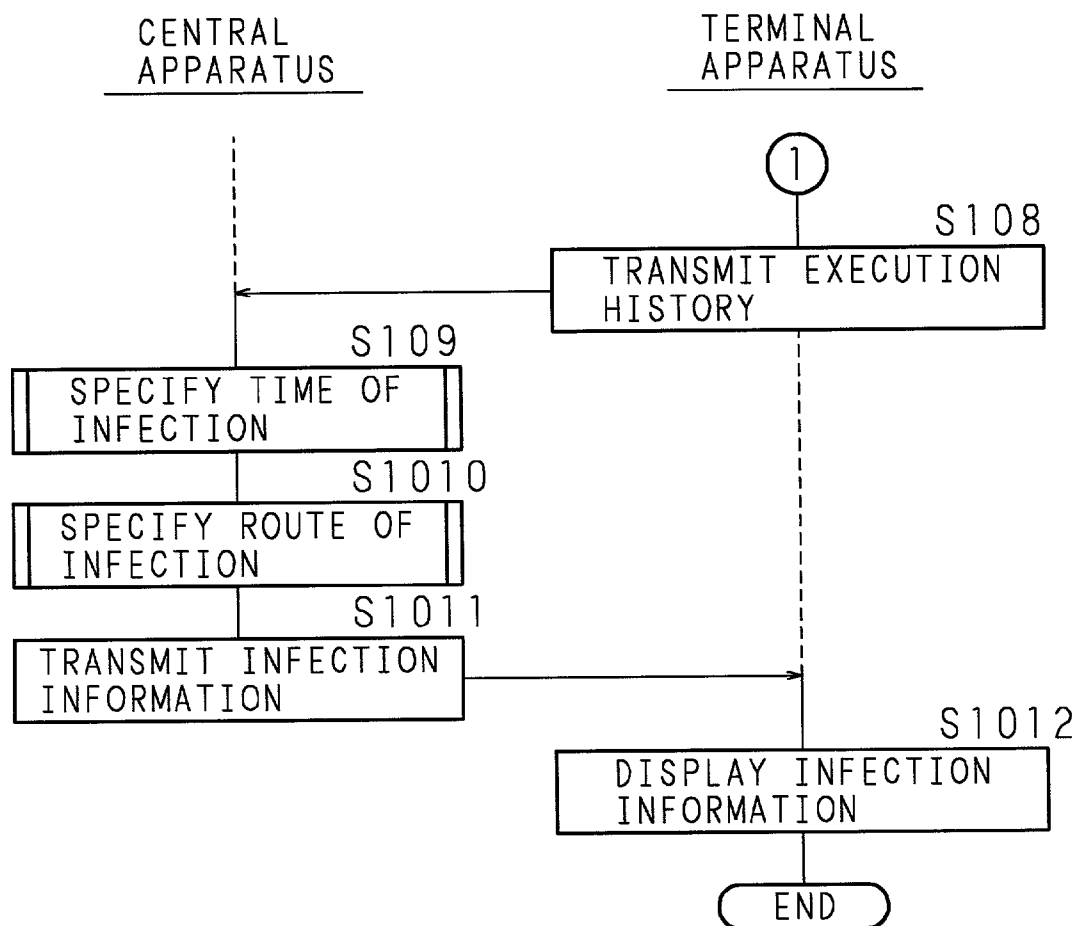 CENTRAL
APPARATUS
TERMINAL
APPARATUS
1
S108
TRANSMIT EXECUTION
HISTORY
S109
SPECIFY TIME OF
INFECTION
S1010
SPECIFY ROUTE OF
INFECTION
S1011
TRANSMIT INFECTION
INFORMATION
S1012
DISPLAY INFECTION
INFORMATION
END